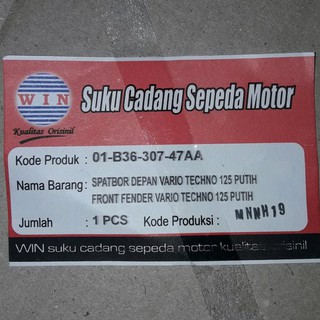 WIN
Kualitas Orisinil
Suku Cadang Sepeda Motor
Kode Produk : 01-B36-307-47AA
Nama Barang : SPATBOR DEPAN VARIO TECHNO 125 PUTIH
FRONT FENDER VARIO TECHNO 125 PUTIH
Jumlah : 1 PCS Kode Produksi : MNNH19
WIN suku cadang sepeda motor kualitas orisinil